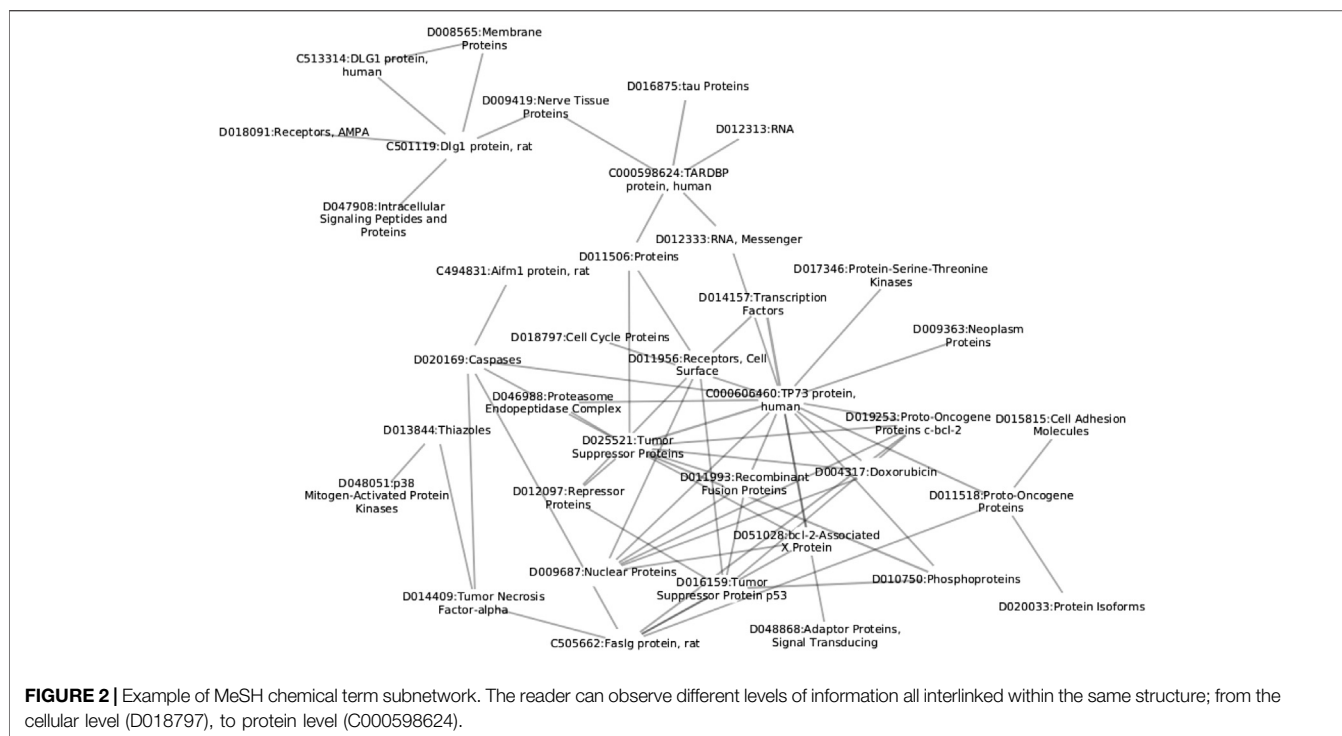 D008565:Membrane
Proteins
C513314:DLG1 protein,
human
D016875:tau Proteins
D009419:Nerve Tissue
Proteins
D018091:Receptors, AMPA
D012313:RNA
C501119:Dlg1 protein, rat
C000598624:TARDBP
protein, human
D047908:Intracellular
Signaling Peptides and
Proteins
D012333:RNA, Messenger
D011506:Proteins
C494831:Aifm1 protein, rat
D017346:Protein-Serine-Threonine
Kinases
D014157:Transcription
Factors
D018797:Cell Cycle Proteins
D009363:Neoplasm
Proteins
D020169:Caspases
D011956:Receptors, Cell
Surface
D046988:Proteasome
Endopeptidase Complex
C000606460:TP73 protein,
human
D019253:Proto-Oncogene
Proteins c-bcl-2
D015815:Cell Adhesion
Molecules
D013844:Thiazoles
D025521:Tumor
Suppressor Proteins
D004317:Doxorubicin
D048051:p38
Mitogen-Activated Protein
Kinases
D012097:Repressor
Proteins
D011993:Recombinant
Fusion Proteins
D011518:Proto-Oncogene
Proteins
D051028:bcl-2-Associated
X Protein
D009687:Nuclear Proteins
D016159:Tumor
Suppressor Protein p53
D010750:Phosphoproteins
D014409:Tumor Necrosis
Factor-alpha
D020033:Protein Isoforms
C505662:Faslg protein, rat
D048868:Adaptor Proteins,
Signal Transducing
FIGURE 2 | Example of MeSH chemical term subnetwork. The reader can observe different levels of information all interlinked within the same structure; from the
cellular level (D018797), to protein level (C000598624).